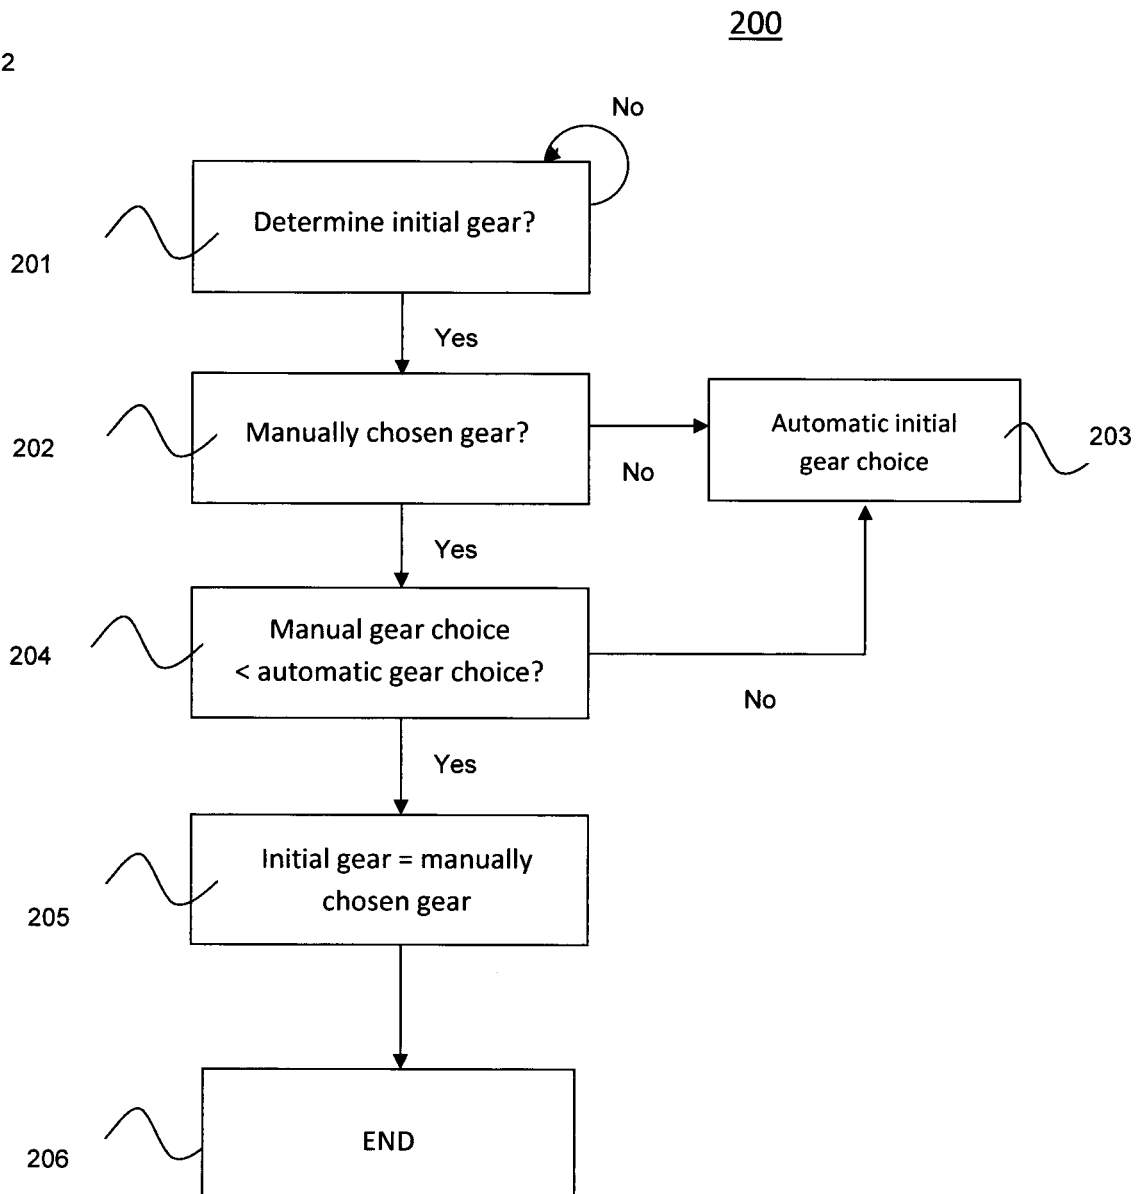 200
2
No
Determine initial gear?
201
Yes
Manually chosen gear?
202
No
Automatic initial
gear choice
203
Yes
Manual gear choice
< automatic gear choice?
204
No
Yes
Initial gear = manually
chosen gear
205
END
206